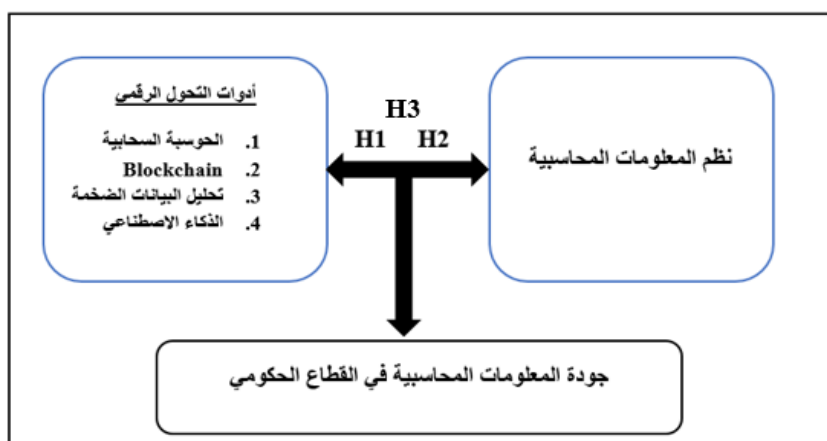 أدوات التحول الرقمي
1. الحوسبة السحابية
2. Blockchain
3. تحليل البيانات الضخمة
4. الذكاء الاصطناعي
H3
H1 H2
نظم المعلومات المحاسبية
جودة المعلومات المحاسبية في القطاع الحكومي